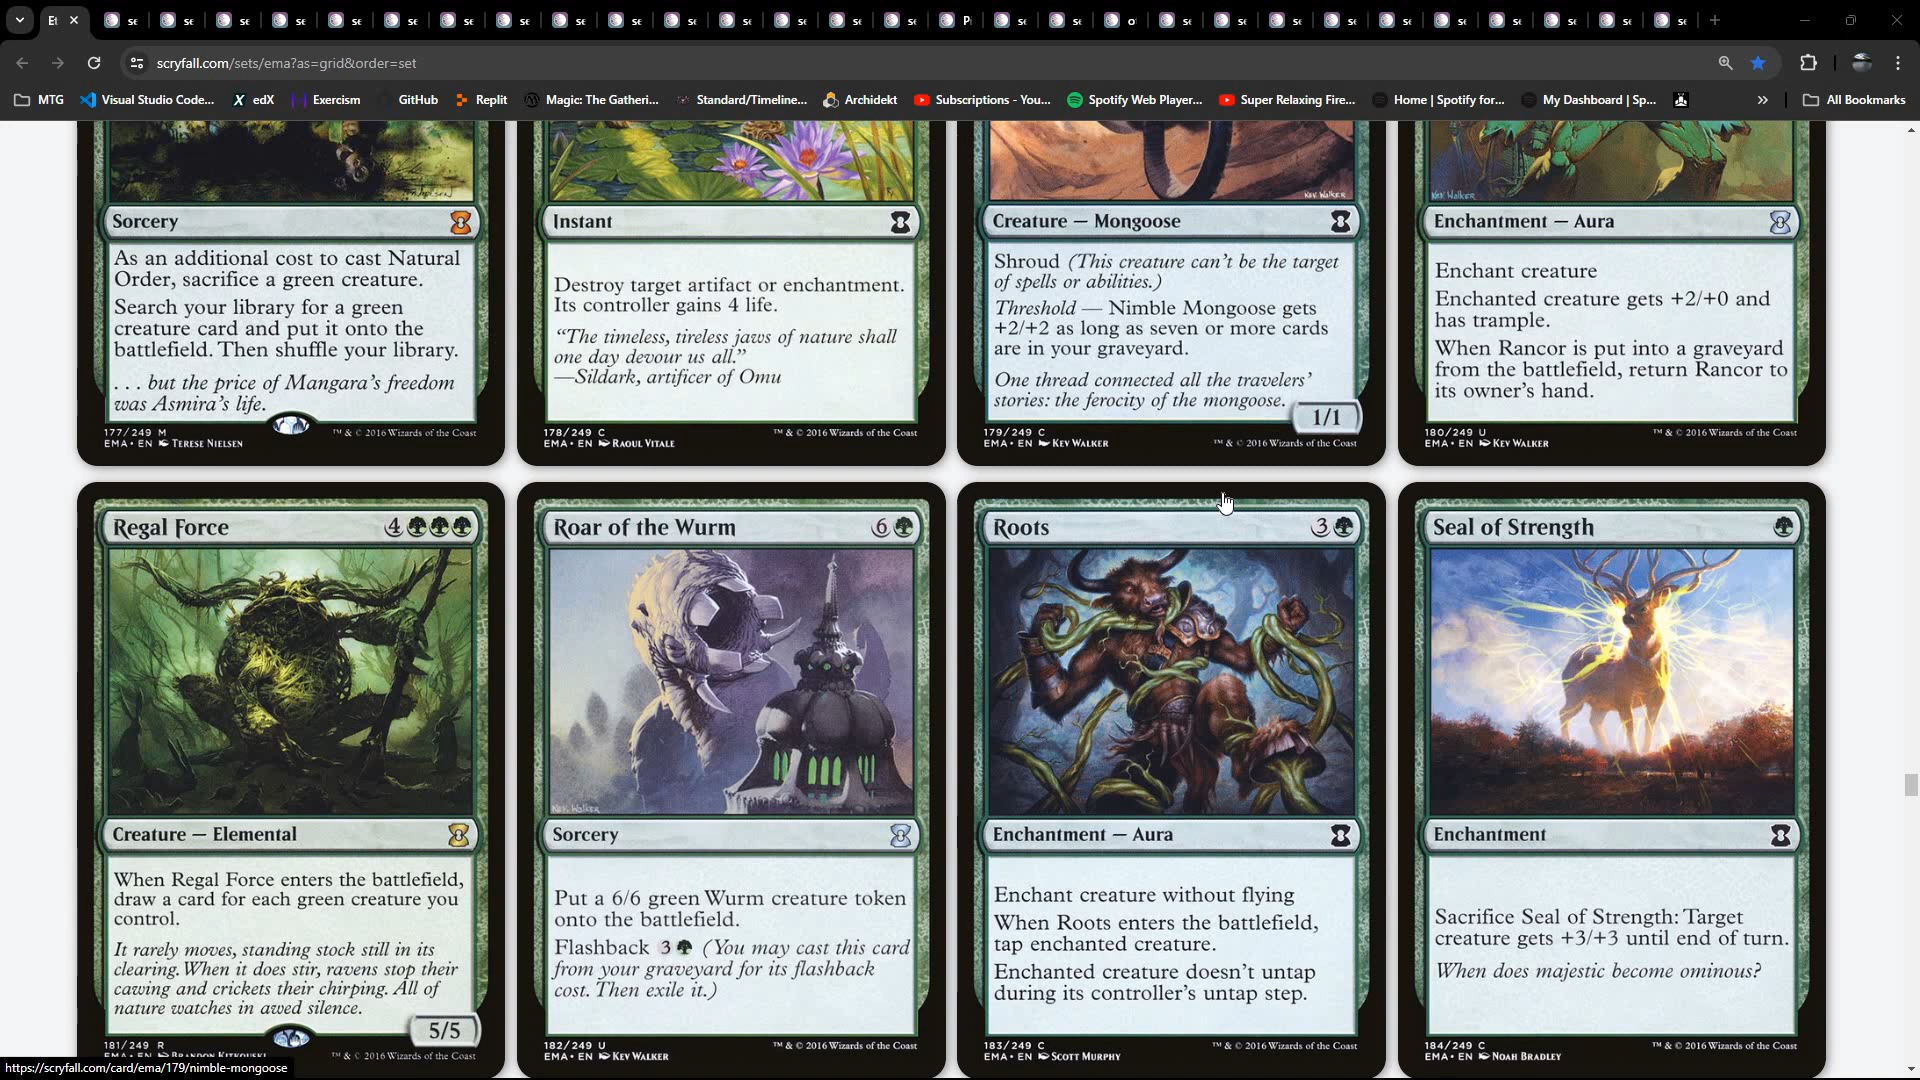 scryfall.com/sets/ema?as=grid&order=set
MTG
Visual Studio Code...
edX
Exercism
GitHub
Replit
Magic: The Gatheri...
Standard/Timeline...
Archidekt
Subscriptions - You...
Spotify Web Player...
Super Relaxing Fire...
Home | Spotify for...
My Dashboard | Sp...
All Bookmarks
Sorcery
As an additional cost to cast Natural
Order, sacrifice a green creature.
Search your library for a green
creature card and put it onto the
battlefield. Then shuffle your library.
. . . but the price of Mangara's freedom
was Asmira's life.
177/249 M
EMA • EN TERESE NIELSEN
™ & © 2016 Wizards of the Coast
Instant
Destroy target artifact or enchantment.
Its controller gains 4 life.
"The timeless, tireless jaws of nature shall
one day devour us all."
—Sildark, artificer of Omu
178/249 C
EMA • EN RAOUL VITALE
™ & © 2016 Wizards of the Coast
KEV WALKER
Creature — Mongoose
Shroud (This creature can't be the target
of spells or abilities.)
Threshold — Nimble Mongoose gets
+2/+2 as long as seven or more cards
are in your graveyard.
One thread connected all the travelers'
stories: the ferocity of the mongoose.
1/1
179/249 C
EMA • EN KEV WALKER
™ & © 2016 Wizards of the Coast
KEV WALKER
Enchantment — Aura
Enchant creature
Enchanted creature gets +2/+0 and
has trample.
When Rancor is put into a graveyard
from the battlefield, return Rancor to
its owner's hand.
180/249 U
EMA • EN KEV WALKER
™ & © 2016 Wizards of the Coast
Regal Force 4
Creature — Elemental
When Regal Force enters the battlefield,
draw a card for each green creature you
control.
It rarely moves, standing stock still in its
clearing. When it does stir, ravens stop their
cawing and crickets their chirping. All of
nature watches in awed silence.
5/5
181/249 R
EMA • EN BRANDON KITKOUSKI
™ & © 2016 Wizards of the Coast
Roar of the Wurm 6
KEV WALKER
Sorcery
Put a 6/6 green Wurm creature token
onto the battlefield.
Flashback 3 (You may cast this card
from your graveyard for its flashback
cost. Then exile it.)
182/249 U
EMA • EN KEV WALKER
™ & © 2016 Wizards of the Coast
Roots 3
Enchantment — Aura
Enchant creature without flying
When Roots enters the battlefield,
tap enchanted creature.
Enchanted creature doesn't untap
during its controller's untap step.
183/249 C
EMA • EN SCOTT MURPHY
™ & © 2016 Wizards of the Coast
Seal of Strength
Enchantment
Sacrifice Seal of Strength: Target
creature gets +3/+3 until end of turn.
When does majestic become ominous?
184/249 C
EMA • EN NOAH BRADLEY
™ & © 2016 Wizards of the Coast
https://scryfall.com/card/ema/179/nimble-mongoose